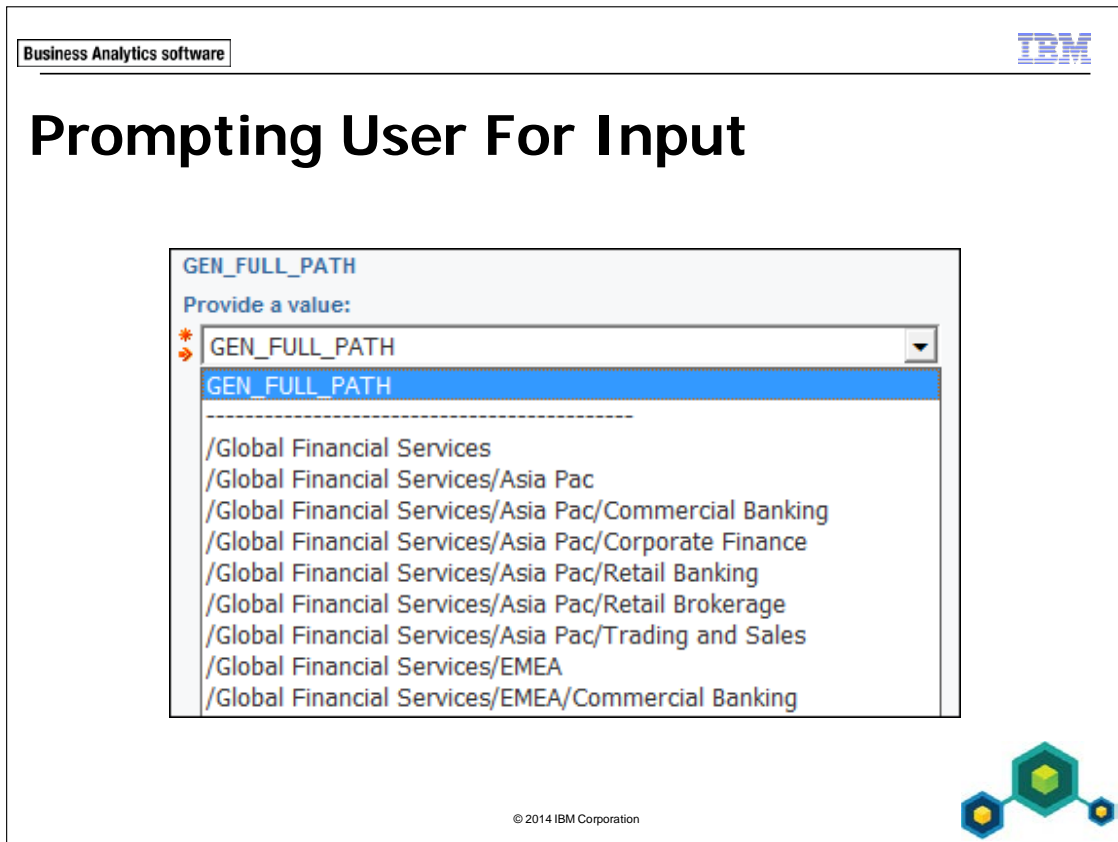 Business Analytics software
IBM
Prompting User For Input
GEN_FULL_PATH
Provide a value:
GEN_FULL_PATH
GEN_FULL_PATH
--------------------------------------------
/Global Financial Services
/Global Financial Services/Asia Pac
/Global Financial Services/Asia Pac/Commercial Banking
/Global Financial Services/Asia Pac/Corporate Finance
/Global Financial Services/Asia Pac/Retail Banking
/Global Financial Services/Asia Pac/Retail Brokerage
/Global Financial Services/Asia Pac/Trading and Sales
/Global Financial Services/EMEA
/Global Financial Services/EMEA/Commercial Banking
© 2014 IBM Corporation